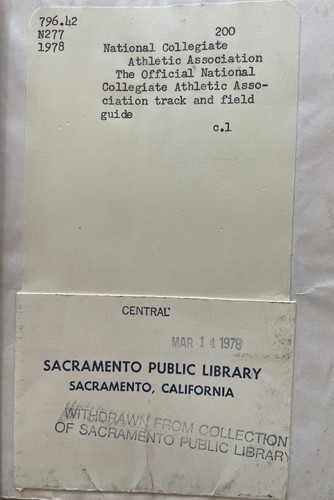 796.42
N277 200
1978 National Collegiate
Athletic Association
The Official National
Collegiate Athletic Asso-
ciation track and field
guide
c.1
CENTRAL
MAR 14 1978
SACRAMENTO PUBLIC LIBRARY
SACRAMENTO, CALIFORNIA
WITHDRAWN FROM COLLECTION
OF SACRAMENTO PUBLIC LIBRARY